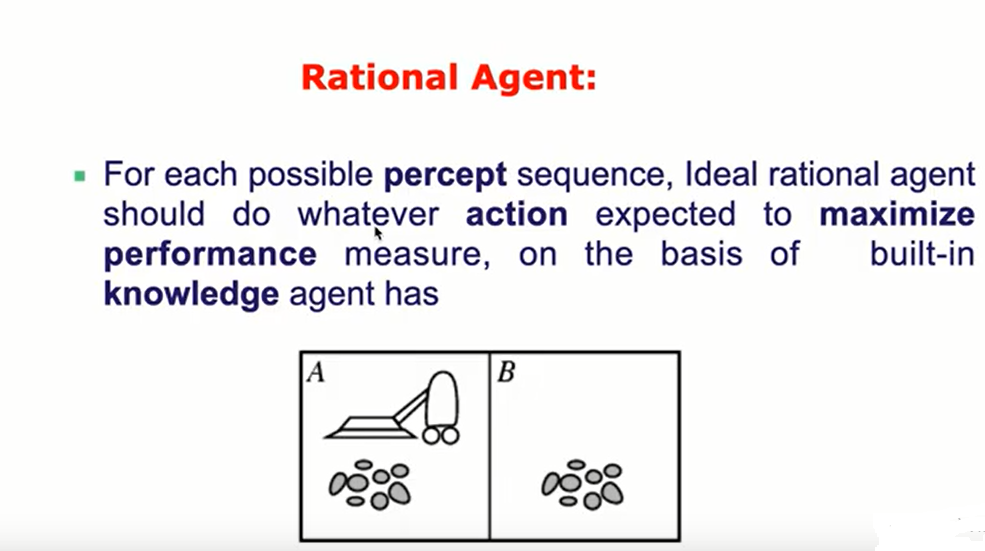 Rational Agent:
For each possible percept sequence, Ideal rational agent
should do whatever action expected to maximize
performance measure, on the basis of built-in
knowledge agent has
A
B